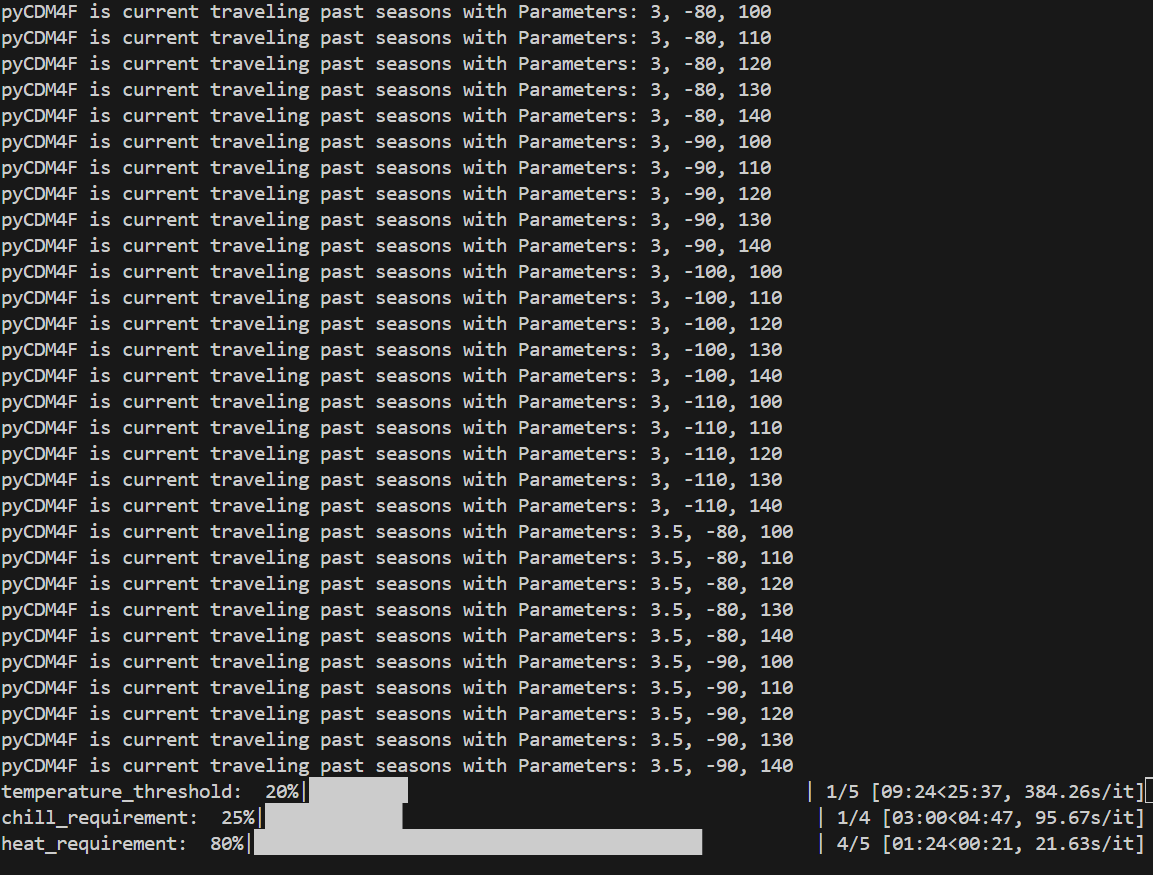 pyCDM4F is current traveling past seasons with Parameters: 3, -80, 100
pyCDM4F is current traveling past seasons with Parameters: 3, -80, 110
pyCDM4F is current traveling past seasons with Parameters: 3, -80, 120
pyCDM4F is current traveling past seasons with Parameters: 3, -80, 130
pyCDM4F is current traveling past seasons with Parameters: 3, -80, 140
pyCDM4F is current traveling past seasons with Parameters: 3, -90, 100
pyCDM4F is current traveling past seasons with Parameters: 3, -90, 110
pyCDM4F is current traveling past seasons with Parameters: 3, -90, 120
pyCDM4F is current traveling past seasons with Parameters: 3, -90, 130
pyCDM4F is current traveling past seasons with Parameters: 3, -90, 140
pyCDM4F is current traveling past seasons with Parameters: 3, -100, 100
pyCDM4F is current traveling past seasons with Parameters: 3, -100, 110
pyCDM4F is current traveling past seasons with Parameters: 3, -100, 120
pyCDM4F is current traveling past seasons with Parameters: 3, -100, 130
pyCDM4F is current traveling past seasons with Parameters: 3, -100, 140
pyCDM4F is current traveling past seasons with Parameters: 3, -110, 100
pyCDM4F is current traveling past seasons with Parameters: 3, -110, 110
pyCDM4F is current traveling past seasons with Parameters: 3, -110, 120
pyCDM4F is current traveling past seasons with Parameters: 3, -110, 130
pyCDM4F is current traveling past seasons with Parameters: 3, -110, 140
pyCDM4F is current traveling past seasons with Parameters: 3.5, -80, 100
pyCDM4F is current traveling past seasons with Parameters: 3.5, -80, 110
pyCDM4F is current traveling past seasons with Parameters: 3.5, -80, 120
pyCDM4F is current traveling past seasons with Parameters: 3.5, -80, 130
pyCDM4F is current traveling past seasons with Parameters: 3.5, -80, 140
pyCDM4F is current traveling past seasons with Parameters: 3.5, -90, 100
pyCDM4F is current traveling past seasons with Parameters: 3.5, -90, 110
pyCDM4F is current traveling past seasons with Parameters: 3.5, -90, 120
pyCDM4F is current traveling past seasons with Parameters: 3.5, -90, 130
pyCDM4F is current traveling past seasons with Parameters: 3.5, -90, 140
temperature_threshold:  20%| | 1/5 [09:24<25:37, 384.26s/it]
chill_requirement:  25%| | 1/4 [03:00<04:47, 95.67s/it]
heat_requirement:  80%| | 4/5 [01:24<00:21, 21.63s/it]